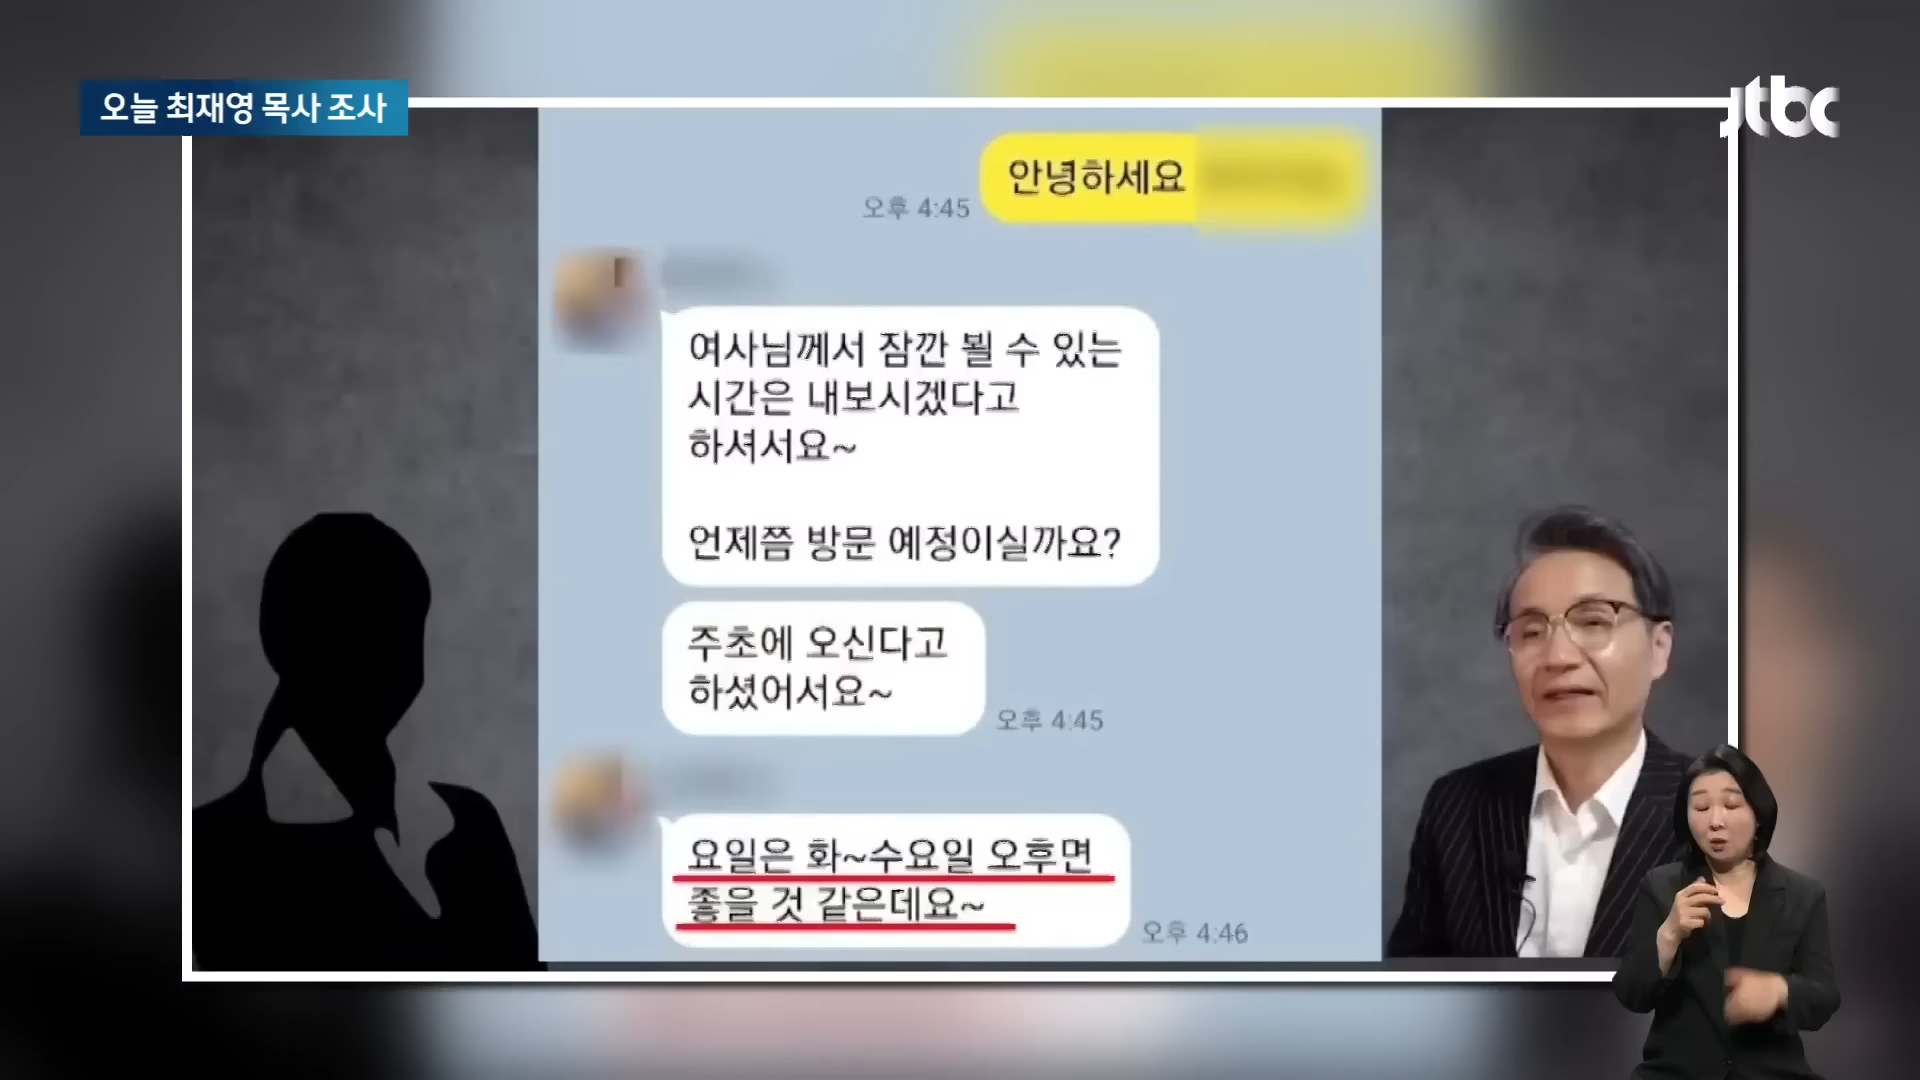 오늘 최재영 목사 조사
jtbc
안녕하세요
오후 4:45
여사님께서 잠깐 뵐 수 있는
시간은 내보시겠다고
하셔서요~
언제쯤 방문 예정이실까요?
주초에 오신다고
하셨어서요~
오후 4:45
요일은 화~수요일 오후면
좋을 것 같은데요~
오후 4:46